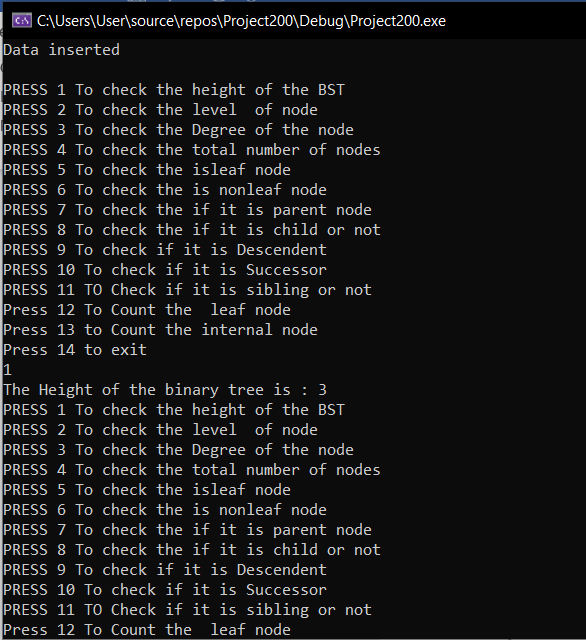 C:\Users\User\source\repos\Project200\Debug\Project200.exe
Data inserted
PRESS 1 To check the height of the BST
PRESS 2 To check the level  of node
PRESS 3 To check the Degree of the node
PRESS 4 To check the total number of nodes
PRESS 5 To check the isleaf node
PRESS 6 To check the is nonleaf node
PRESS 7 To check the if it is parent node
PRESS 8 To check the if it is child or not
PRESS 9 To check if it is Descendent
PRESS 10 To check if it is Successor
PRESS 11 TO Check if it is sibling or not
Press 12 To Count the  leaf node
Press 13 to Count the internal node
Press 14 to exit
1
The Height of the binary tree is : 3
PRESS 1 To check the height of the BST
PRESS 2 To check the level  of node
PRESS 3 To check the Degree of the node
PRESS 4 To check the total number of nodes
PRESS 5 To check the isleaf node
PRESS 6 To check the is nonleaf node
PRESS 7 To check the if it is parent node
PRESS 8 To check the if it is child or not
PRESS 9 To check if it is Descendent
PRESS 10 To check if it is Successor
PRESS 11 TO Check if it is sibling or not
Press 12 To Count the  leaf node